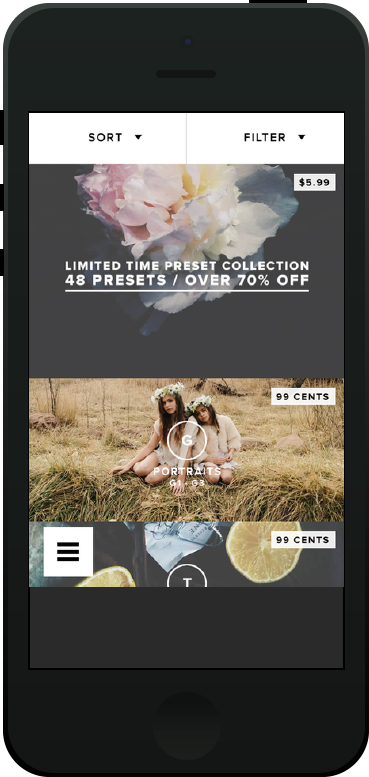 SORT
FILTER
$5.99
LIMITED TIME PRESET COLLECTION
48 PRESETS / OVER 70% OFF
99 CENTS
G
PORTRAITS
G1 - G3
99 CENTS
T